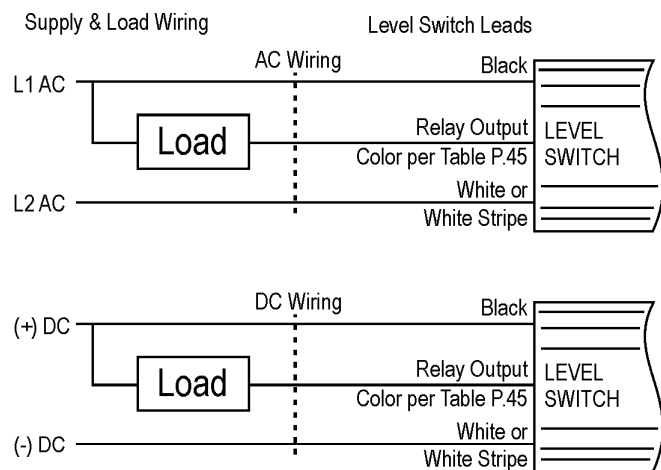 Supply & Load Wiring
Level Switch Leads
AC Wiring
Black
L1 AC
Load
Relay Output
Color per Table P.45
LEVEL
SWITCH
White or
L2 AC
White Stripe
DC Wiring
Black
(+) DC
Load
Relay Output
Color per Table P.45
LEVEL
SWITCH
White or
(-) DC
White Stripe